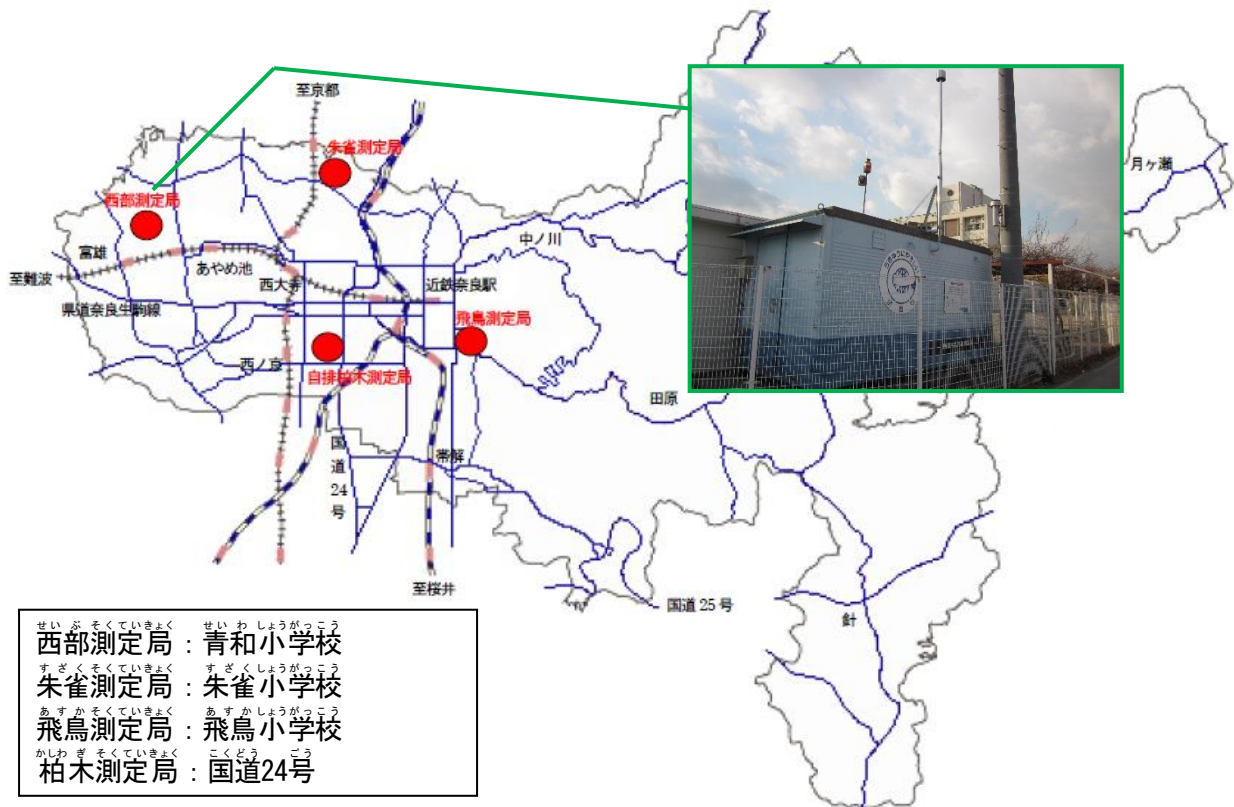 至京都
朱雀測定局
月ヶ瀬
西部測定局
中ノ川
富雄
あやめ池
至難波
西大寺
近鉄奈良駅
県道奈良生駒線
飛鳥測定局
西ノ京
自排柏木測定局
田原
国道24号
帯解
至桜井
国道25号
針
せいぶそくていきょく せいわしょうがっこう
西部測定局:青和小学校
すざくそくていきょく すざくしょうがっこう
朱雀測定局:朱雀小学校
あすかそくていきょく あすかしょうがっこう
飛鳥測定局:飛鳥小学校
かしわぎそくていきょく こくどう ごう
柏木測定局:国道24号